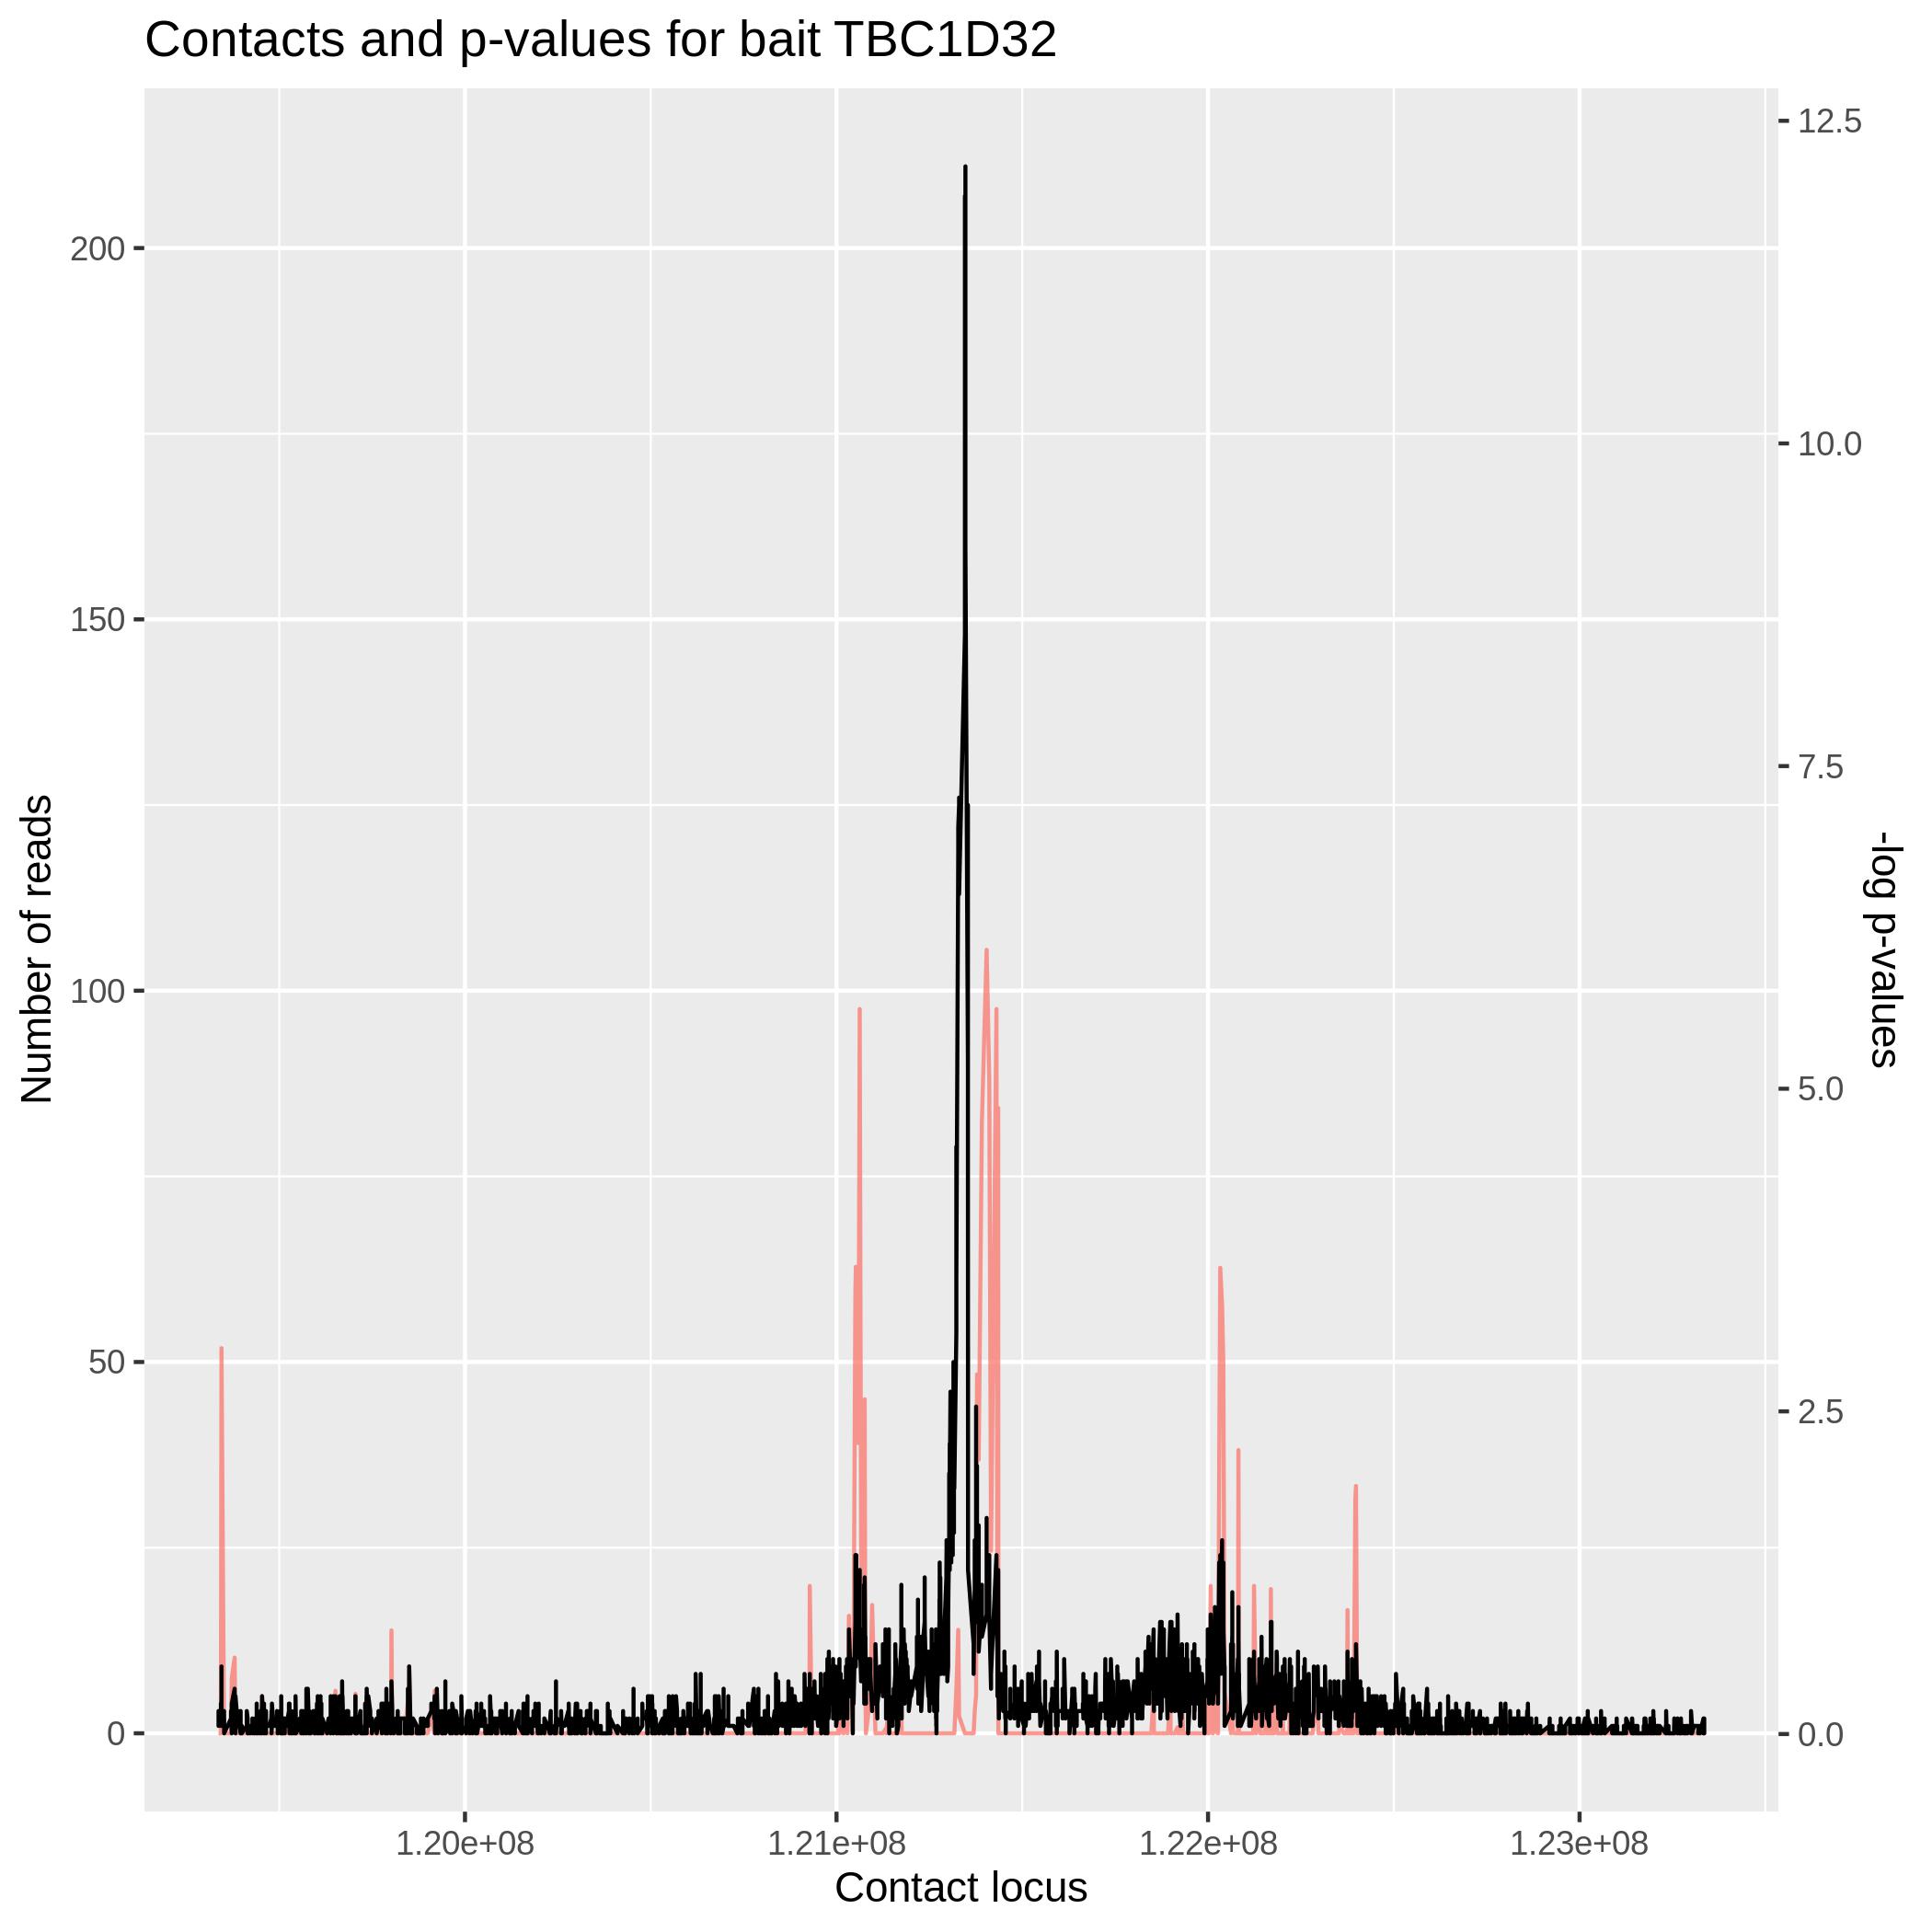 Contacts and p-values for bait TBC1D32
200
150
100
50
0
Number of reads
12.5
10.0
7.5
5.0
2.5
0.0
-log p-values
1.20e+08
1.21e+08
1.22e+08
1.23e+08
Contact locus